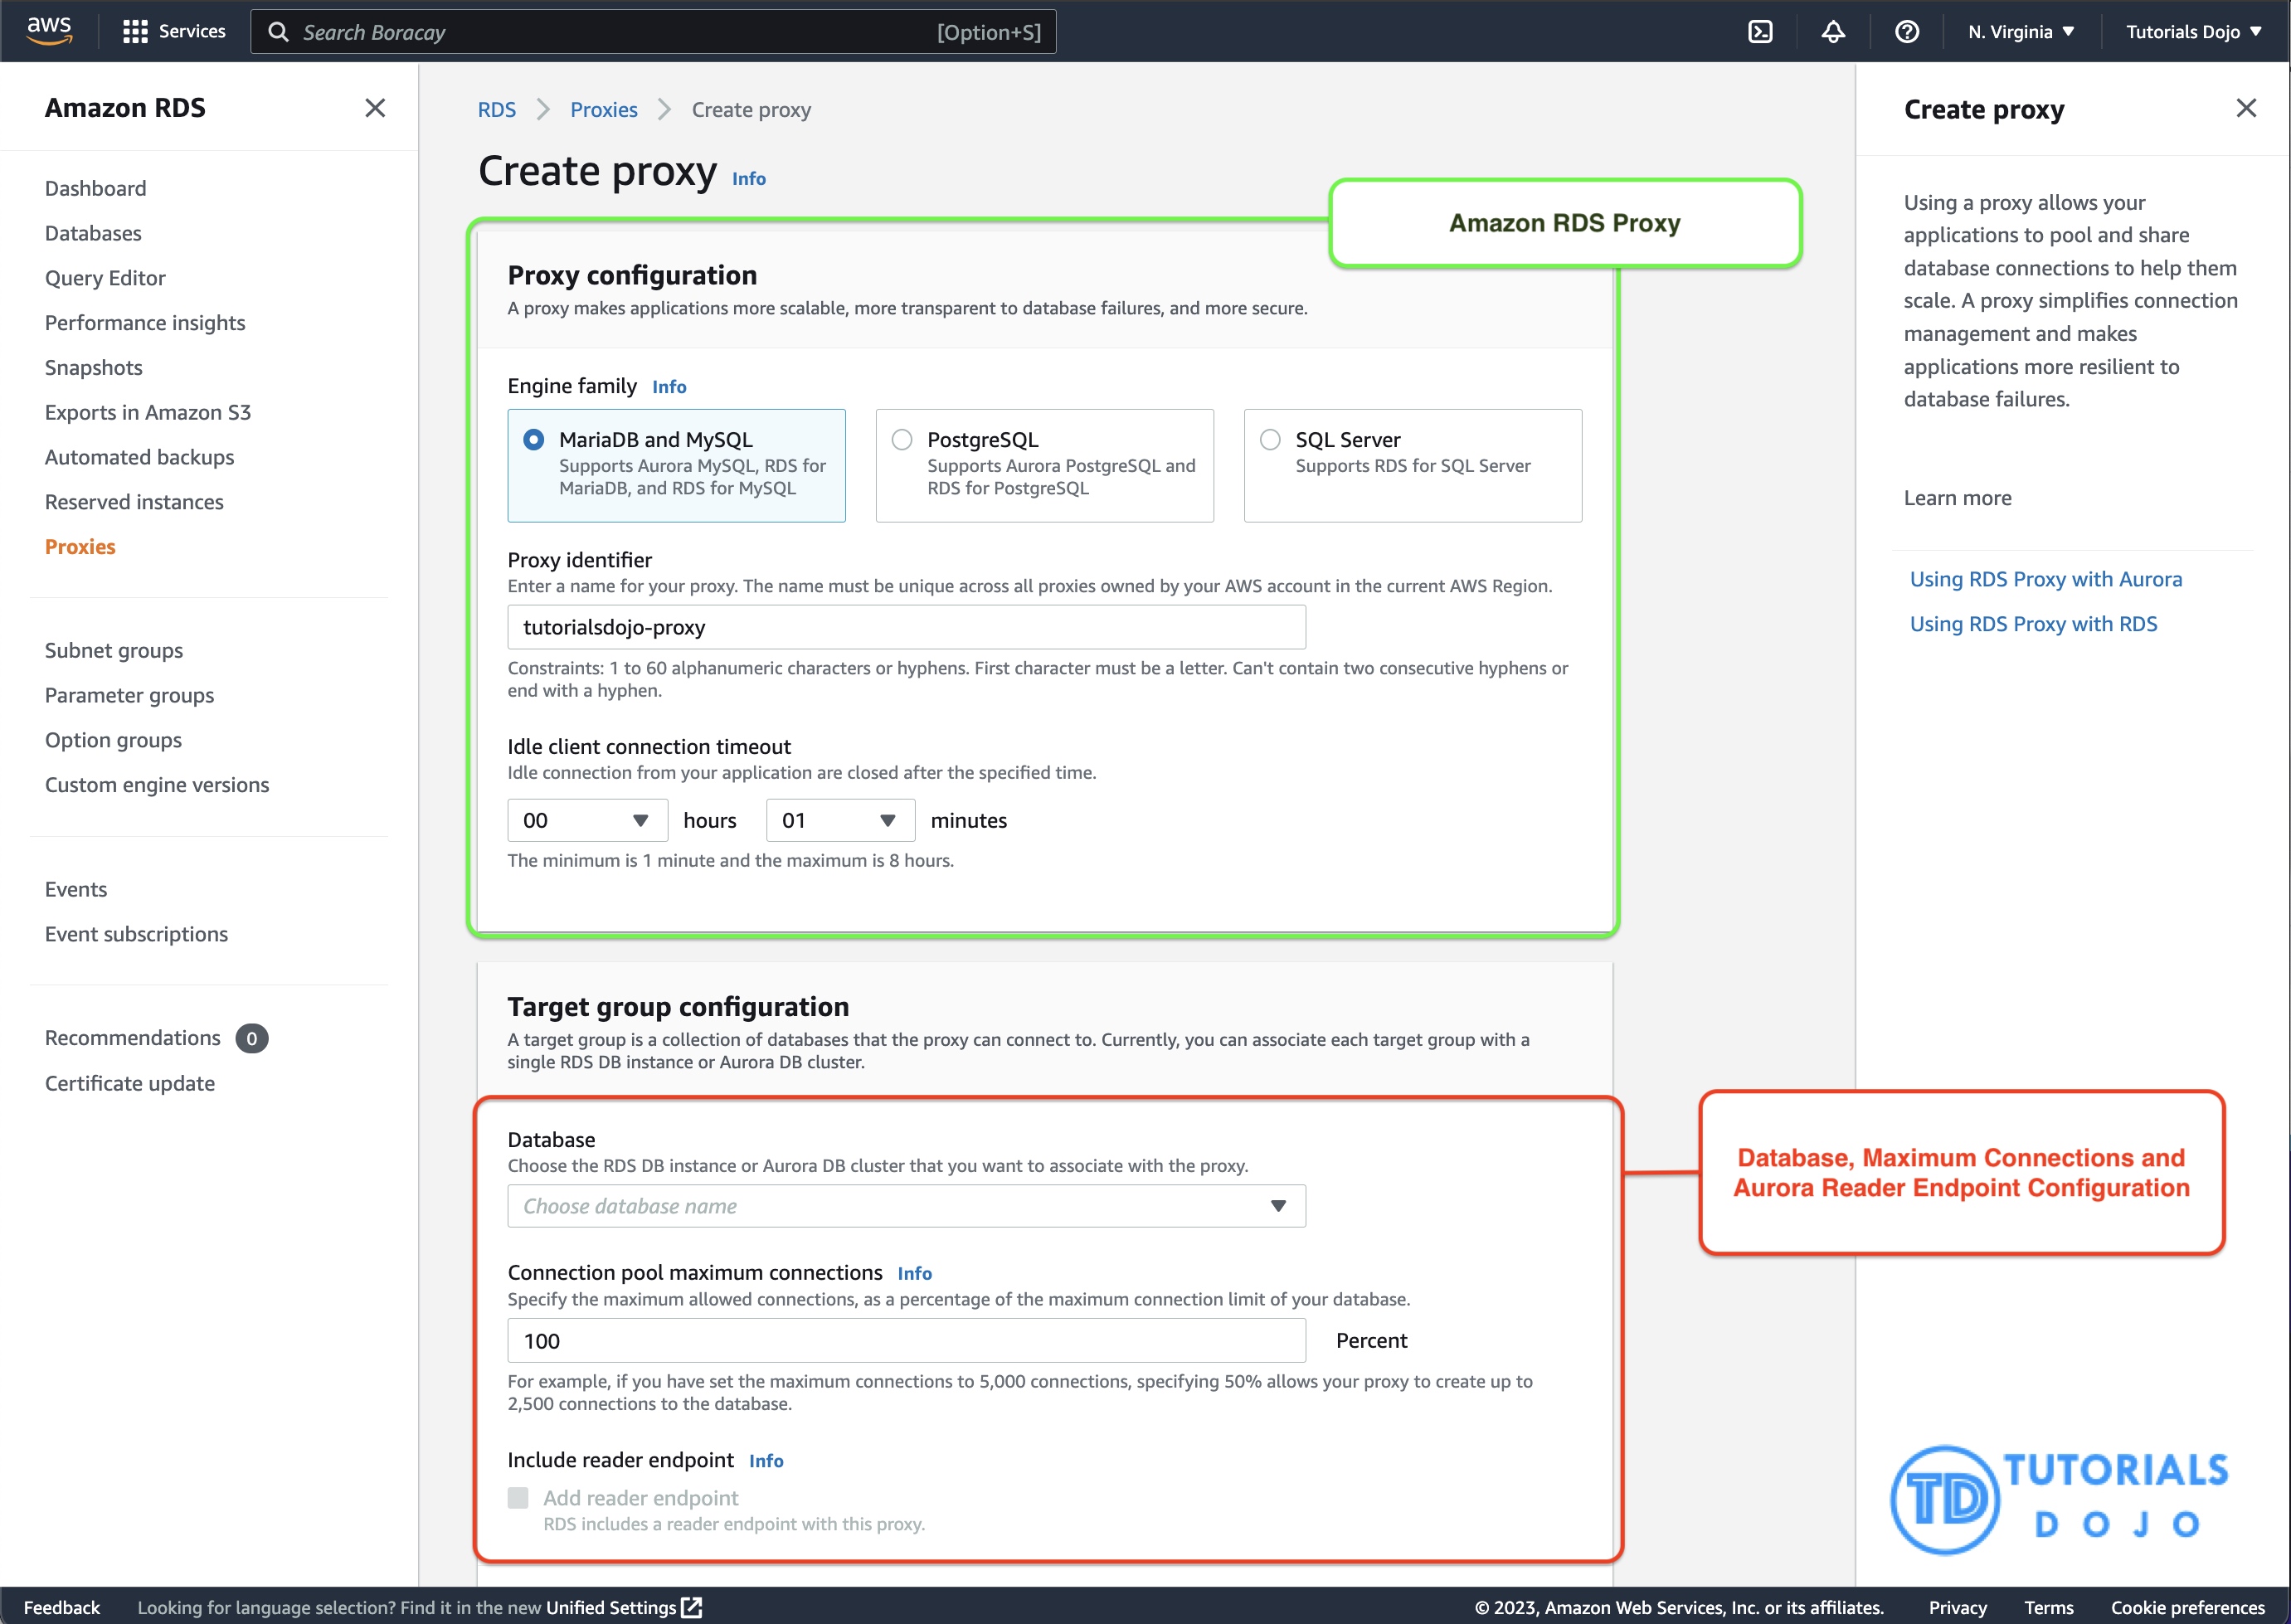 aws
Services
Search Boracay
[Option+S]
N. Virginia
Tutorials Dojo
Amazon RDS
Dashboard
Databases
Query Editor
Performance insights
Snapshots
Exports in Amazon S3
Automated backups
Reserved instances
Proxies
Subnet groups
Parameter groups
Option groups
Custom engine versions
Events
Event subscriptions
Recommendations 0
Certificate update
RDS > Proxies > Create proxy
Create proxy Info
Amazon RDS Proxy
Proxy configuration
A proxy makes applications more scalable, more transparent to database failures, and more secure.
Engine family Info
MariaDB and MySQL
Supports Aurora MySQL, RDS for
MariaDB, and RDS for MySQL
PostgreSQL
Supports Aurora PostgreSQL and
RDS for PostgreSQL
SQL Server
Supports RDS for SQL Server
Proxy identifier
Enter a name for your proxy. The name must be unique across all proxies owned by your AWS account in the current AWS Region.
tutorialsdojo-proxy
Constraints: 1 to 60 alphanumeric characters or hyphens. First character must be a letter. Can't contain two consecutive hyphens or
end with a hyphen.
Idle client connection timeout
Idle connection from your application are closed after the specified time.
00 hours 01 minutes
The minimum is 1 minute and the maximum is 8 hours.
Target group configuration
A target group is a collection of databases that the proxy can connect to. Currently, you can associate each target group with a
single RDS DB instance or Aurora DB cluster.
Database
Choose the RDS DB instance or Aurora DB cluster that you want to associate with the proxy.
Choose database name
Connection pool maximum connections Info
Specify the maximum allowed connections, as a percentage of the maximum connection limit of your database.
100 Percent
For example, if you have set the maximum connections to 5,000 connections, specifying 50% allows your proxy to create up to
2,500 connections to the database.
Include reader endpoint Info
Add reader endpoint
RDS includes a reader endpoint with this proxy.
Database, Maximum Connections and
Aurora Reader Endpoint Configuration
Create proxy
Using a proxy allows your
applications to pool and share
database connections to help them
scale. A proxy simplifies connection
management and makes
applications more resilient to
database failures.
Learn more
Using RDS Proxy with Aurora
Using RDS Proxy with RDS
TD TUTORIALS
DOJO
Feedback
Looking for language selection? Find it in the new Unified Settings
© 2023, Amazon Web Services, Inc. or its affiliates.
Privacy
Terms
Cookie preferences